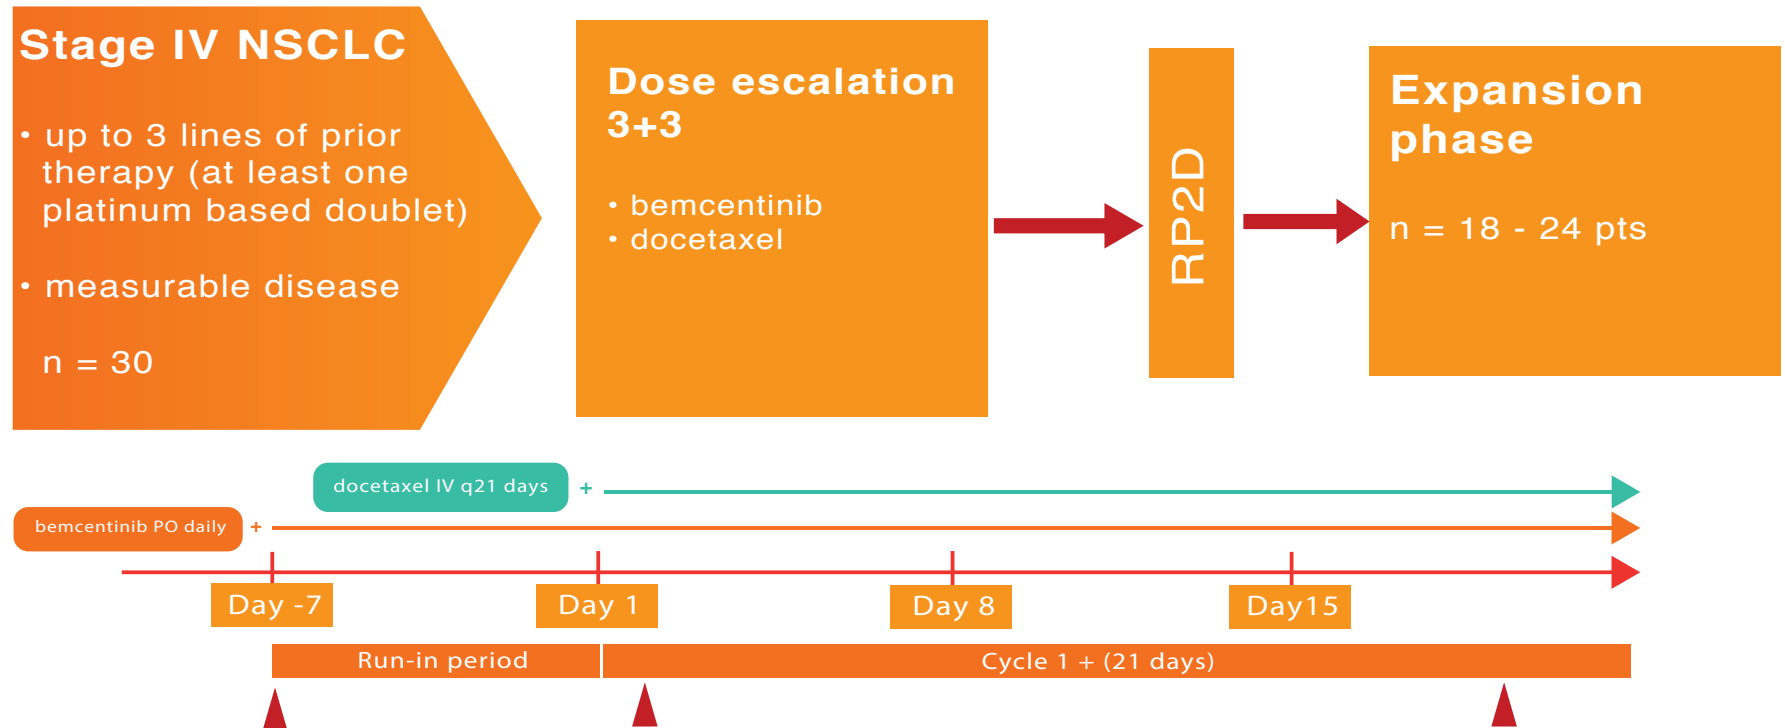 Stage IV NSCLC
• up to 3 lines of prior
therapy (at least one
platinum based doublet)
• measurable disease
n = 30
Dose escalation
3+3
• bemcentinib
• docetaxel
RP2D
Expansion
phase
n = 18 - 24 pts
docetaxel IV q21 days +
bemcentinib PO daily +
Day -7
Day 1
Day 8
Day15
Run-in period
Cycle 1 + (21 days)